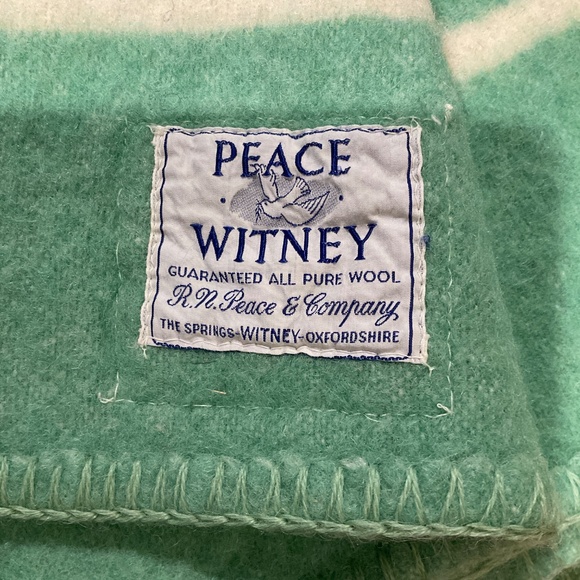 PEACE
WITNEY
GUARANTEED ALL PURE WOOL
R.N. Peace & Company
THE SPRINGS-WITNEY-OXFORDSHIRE